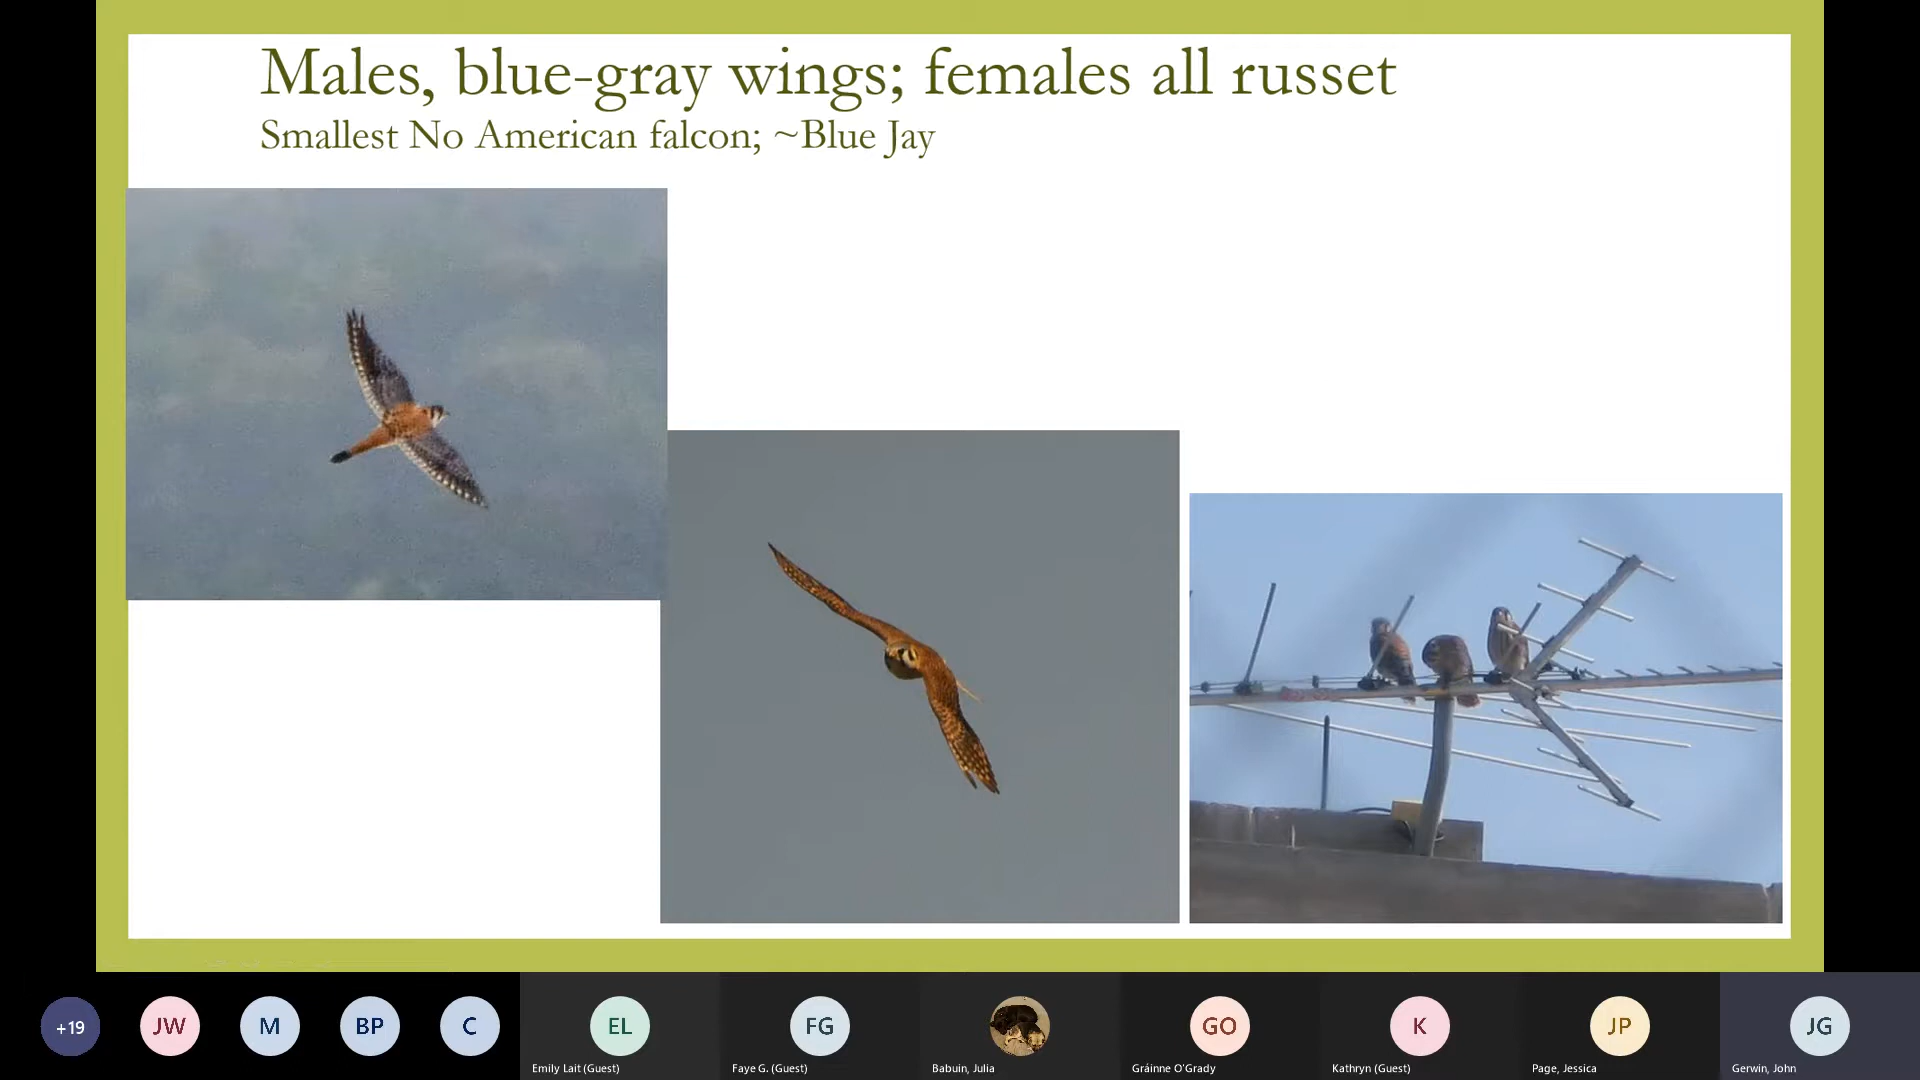 Males, blue-gray wings; females all russet
Smallest No American falcon; ~Blue Jay
+19
JW
M
BP
C
EL
FG
GO
K
JP
JG
Emily Lait (Guest)
Faye G. (Guest)
Babuin, Julia
Gráinne O'Grady
Kathryn (Guest)
Page, Jessica
Gerwin, John